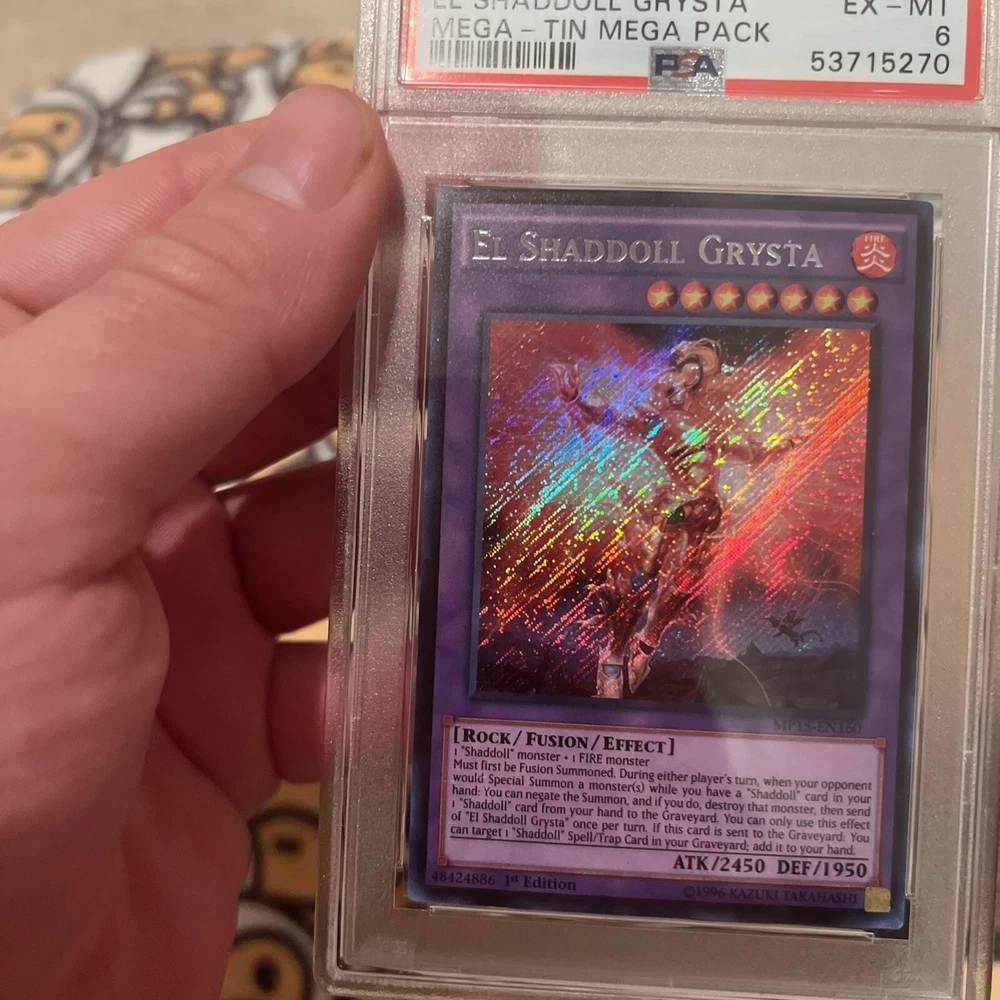 EL SHADDOLL GRYSTA EX-MT
MEGA-TIN MEGA PACK 6
PSA 53715270
EL SHADDOLL GRYSTA
FIRE
炎
MP15-EN160
[ROCK/FUSION/EFFECT]
1 "Shaddoll" monster + 1 FIRE monster
Must first be Fusion Summoned. During either player's turn, when your opponent
would Special Summon a monster(s) while you have a "Shaddoll" card in your
hand: You can negate the Summon, and if you do, destroy that monster, then send
1 "Shaddoll" card from your hand to the Graveyard. You can only use this effect
of "El Shaddoll Grysta" once per turn. If this card is sent to the Graveyard: You
can target 1 "Shaddoll" Spell/Trap Card in your Graveyard; add it to your hand.
ATK/2450 DEF/1950
48424886 1st Edition ©1996 KAZUKI TAKAHASHI